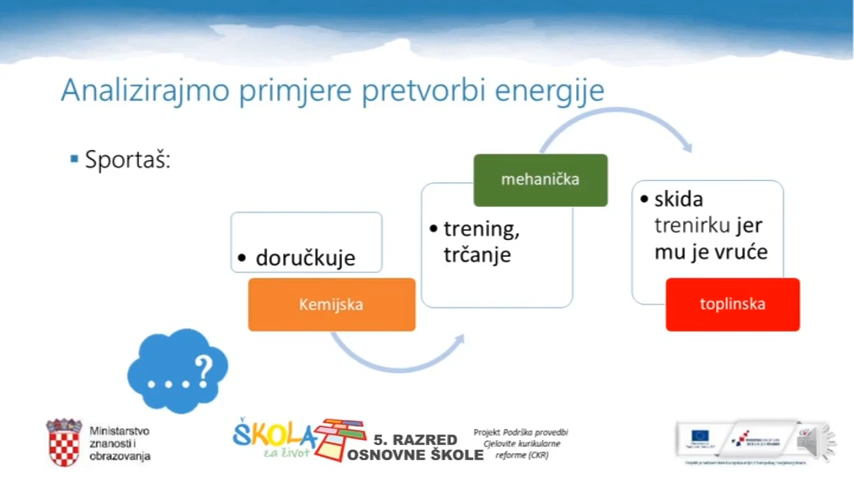 Analizirajmo primjere pretvorbi energije
▪ Sportaš:
• doručkuje
Kemijska
mehanička
• trening,
trčanje
• skida
trenirku jer
mu je vruće
toplinska
...?
Ministarstvo
znanosti i
obrazovanja
ŠKOLA
za život
5. RAZRED
OSNOVNE ŠKOLE
Projekt Podrška provedbi
Cjelovite kurikularne
reforme (CKR)